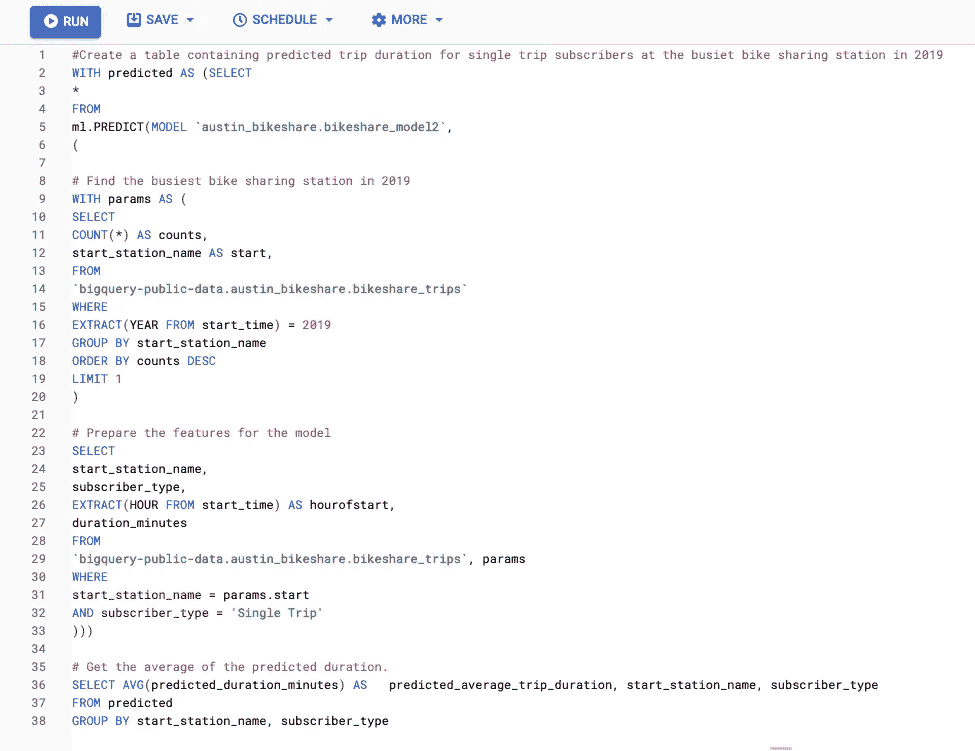 RUN SAVE SCHEDULE MORE
1 #Create a table containing predicted trip duration for single trip subscribers at the busiet bike sharing station in 2019
2 WITH predicted AS (SELECT
3 *
4 FROM
5 ml.PREDICT(MODEL `austin_bikeshare.bikeshare_model2`,
6 (
7
8 # Find the busiest bike sharing station in 2019
9 WITH params AS (
10 SELECT
11 COUNT(*) AS counts,
12 start_station_name AS start,
13 FROM
14 `bigquery-public-data.austin_bikeshare.bikeshare_trips`
15 WHERE
16 EXTRACT(YEAR FROM start_time) = 2019
17 GROUP BY start_station_name
18 ORDER BY counts DESC
19 LIMIT 1
20 )
21
22 # Prepare the features for the model
23 SELECT
24 start_station_name,
25 subscriber_type,
26 EXTRACT(HOUR FROM start_time) AS hourofstart,
27 duration_minutes
28 FROM
29 `bigquery-public-data.austin_bikeshare.bikeshare_trips`, params
30 WHERE
31 start_station_name = params.start
32 AND subscriber_type = 'Single Trip'
33 )))
34
35 # Get the average of the predicted duration.
36 SELECT AVG(predicted_duration_minutes) AS   predicted_average_trip_duration, start_station_name, subscriber_type
37 FROM predicted
38 GROUP BY start_station_name, subscriber_type